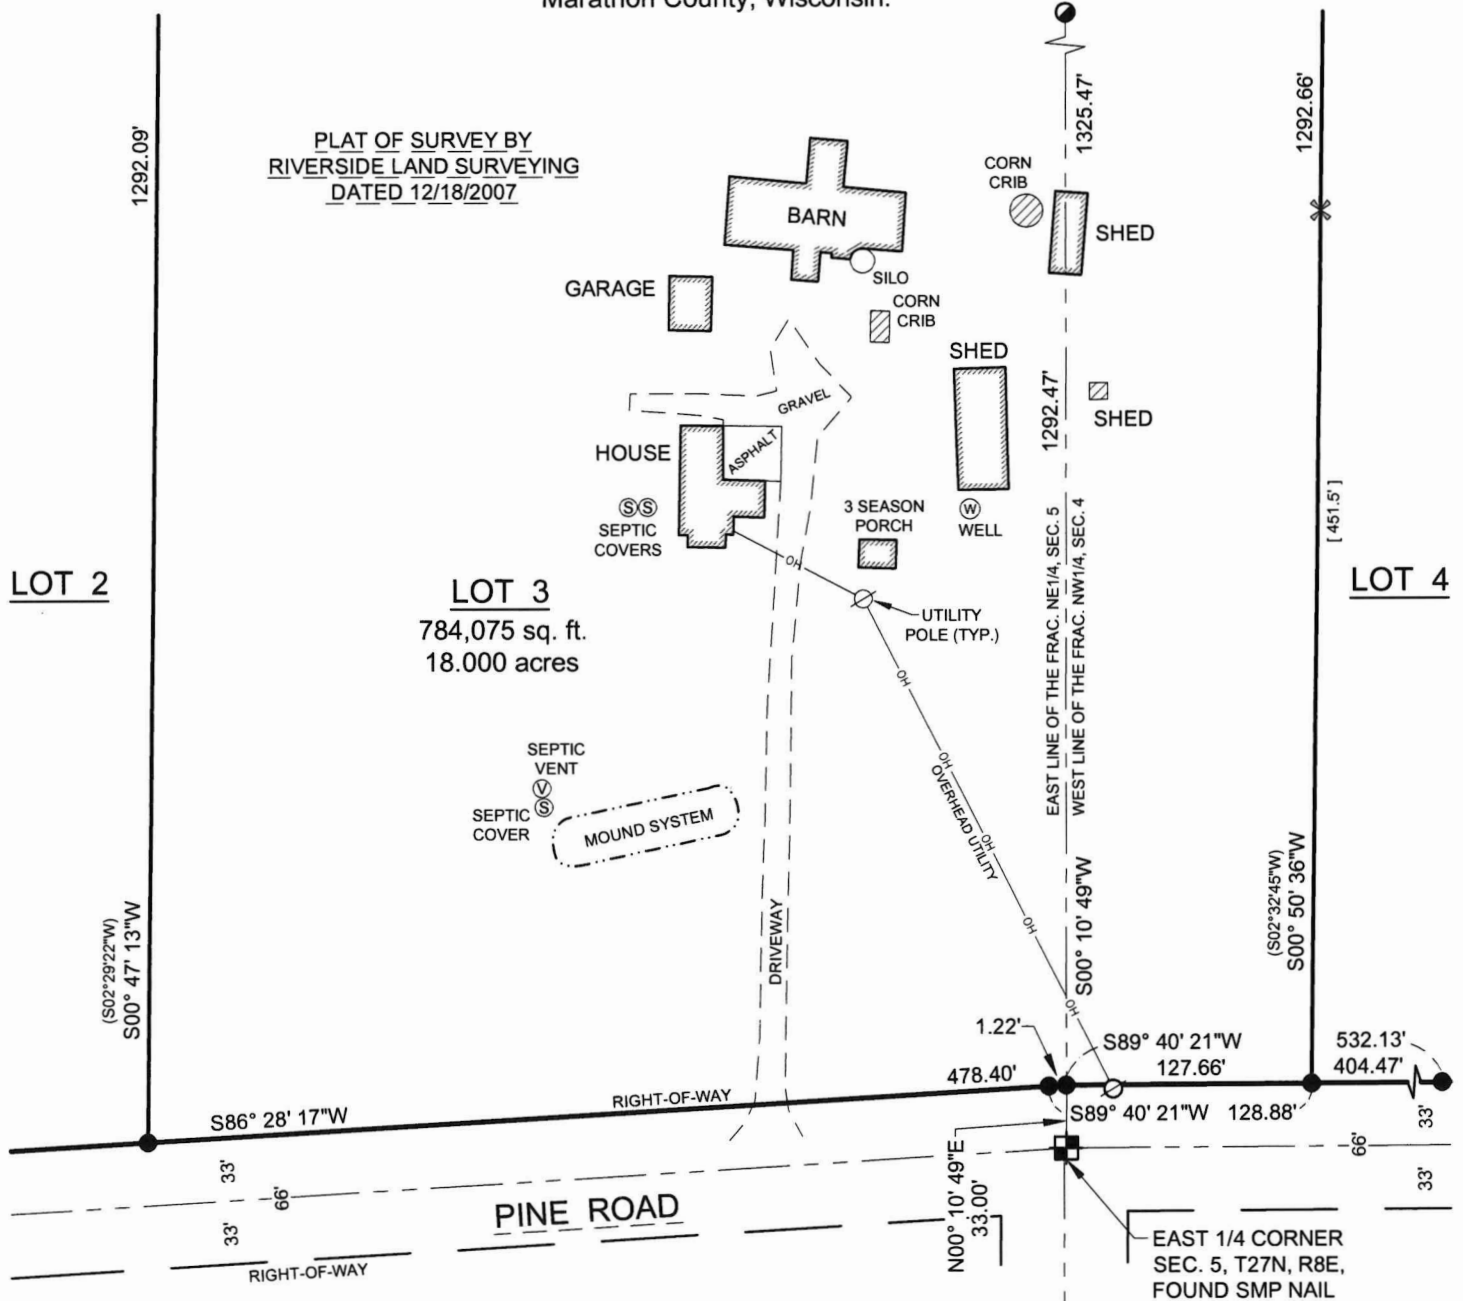 Marathon County, Wisconsin.
1292.09'
PLAT OF SURVEY BY
RIVERSIDE LAND SURVEYING
DATED 12/18/2007
1325.47'
1292.66'
BARN
CORN
CRIB
SHED
SILO
GARAGE
CORN
CRIB
SHED
1292.47'
SHED
GRAVEL
ASPHALT
HOUSE
S S
SEPTIC
COVERS
3 SEASON
PORCH
W
WELL
[ 451.5' ]
LOT 2
LOT 3
784,075 sq. ft.
18.000 acres
LOT 4
OH
UTILITY
POLE (TYP.)
EAST LINE OF THE FRAC. NE1/4, SEC. 5
WEST LINE OF THE FRAC. NW1/4, SEC. 4
OH
OH
OVERHEAD UTILITY
OH
OH
OH
SEPTIC
VENT
V
S
SEPTIC
COVER
MOUND SYSTEM
DRIVEWAY
(S02°29'22"W)
S00° 47' 13"W
S00° 10' 49"W
(S02°32'45"W)
S00° 50' 36"W
1.22'
S89° 40' 21"W
127.66'
532.13'
404.47'
478.40'
RIGHT-OF-WAY
S86° 28' 17"W
S89° 40' 21"W 128.88'
33'
66'
33'
33'
66'
33'
N00° 10' 49"E
33.00'
PINE ROAD
RIGHT-OF-WAY
EAST 1/4 CORNER
SEC. 5, T27N, R8E,
FOUND SMP NAIL